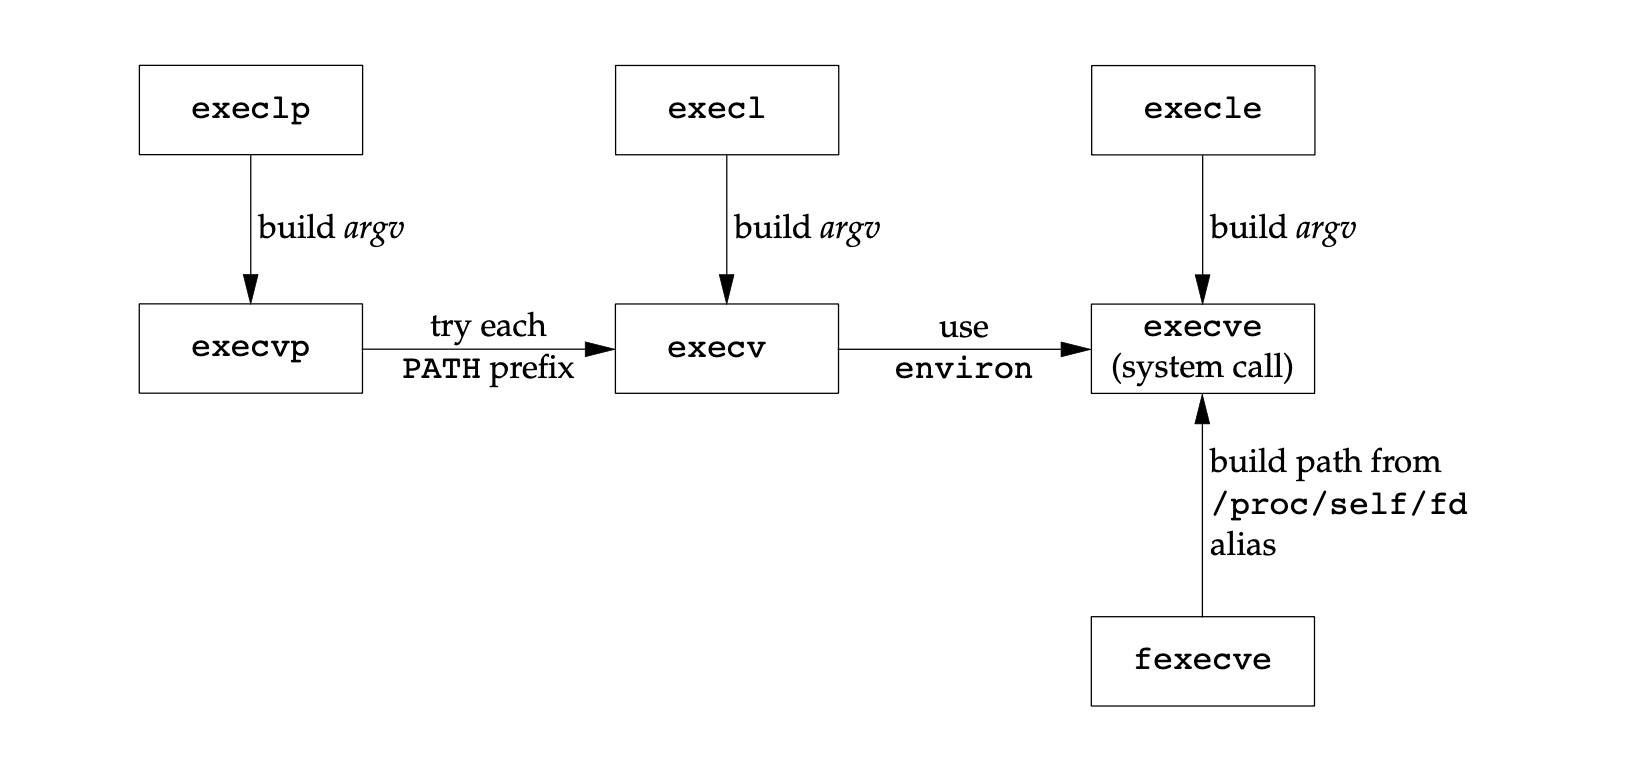 execlp
execl
execle
build argv
build argv
build argv
execvp
try each
PATH prefix
execv
use
environ
execve
(system call)
build path from
/proc/self/fd
alias
fexecve